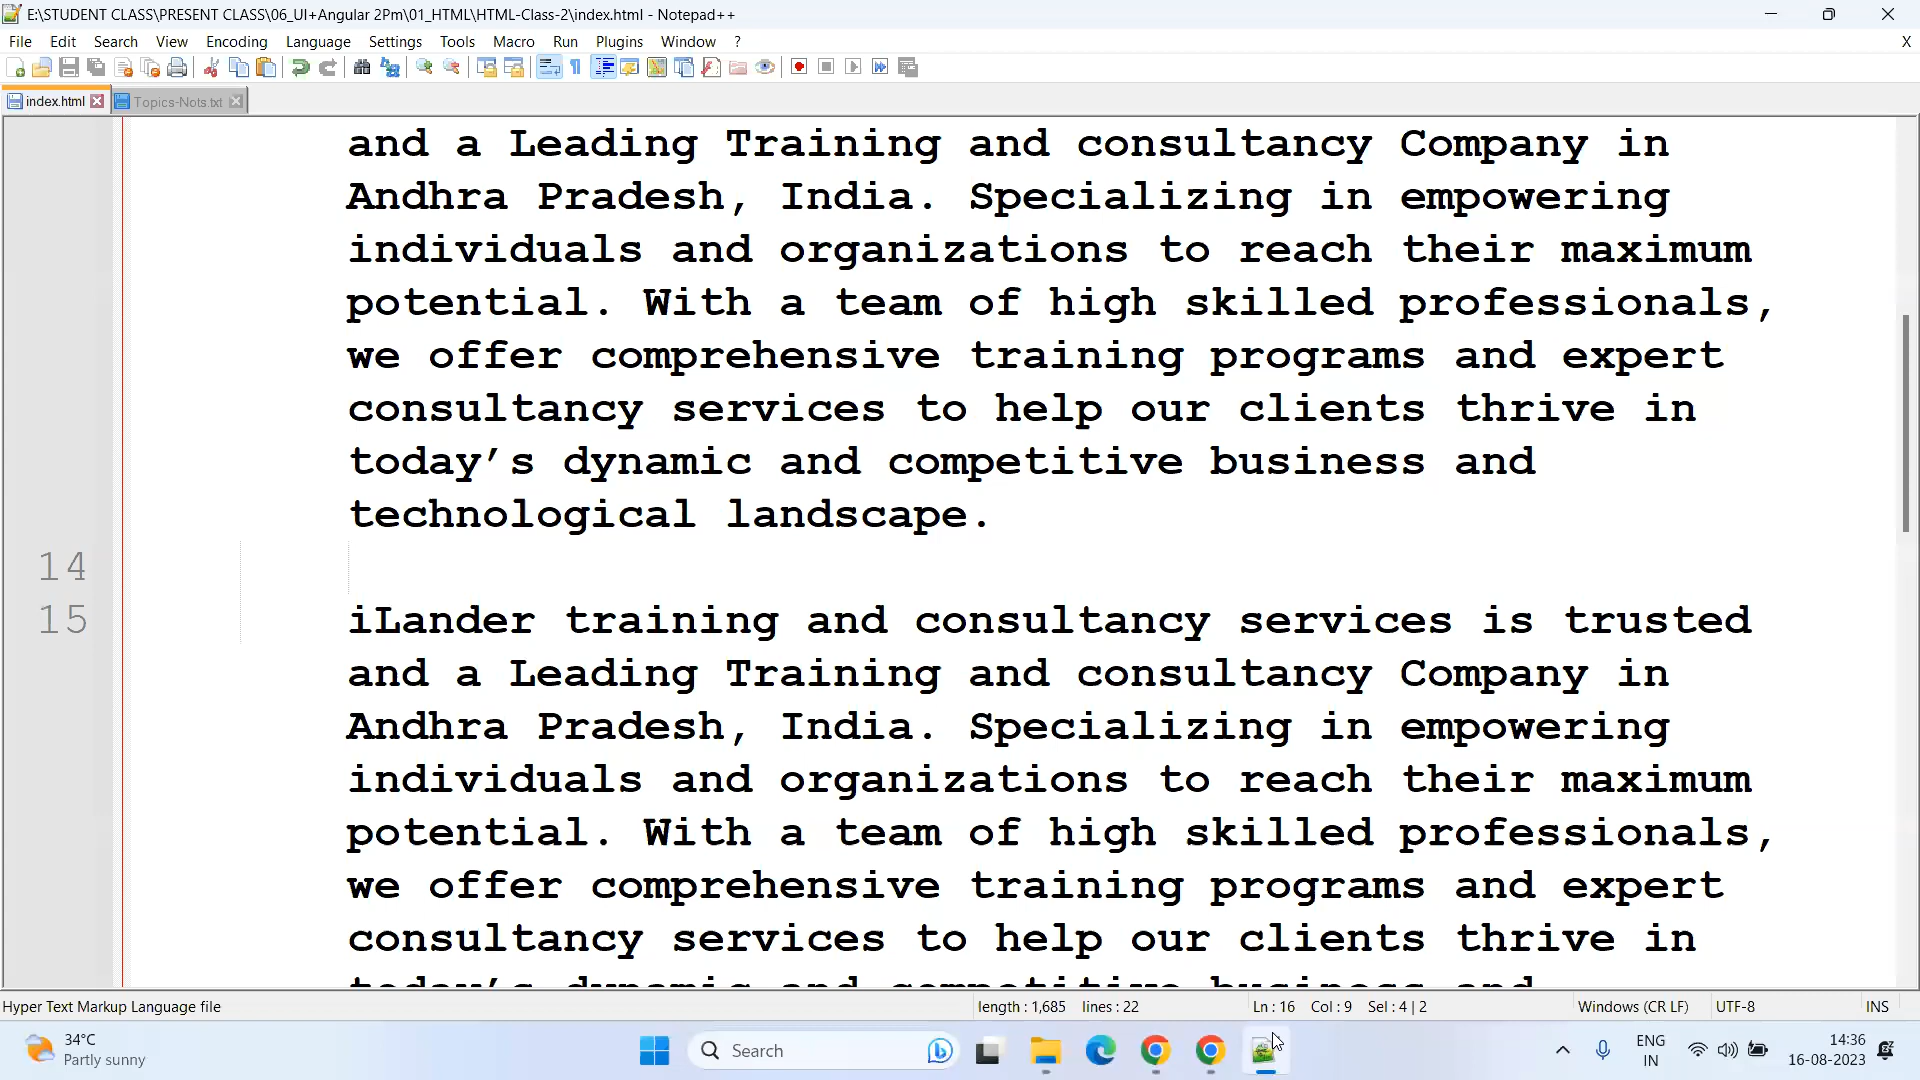 E:\STUDENT CLASS\PRESENT CLASS\06_UI+Angular 2Pm\01_HTML\HTML-Class-2\index.html - Notepad++
File Edit Search View Encoding Language Settings Tools Macro Run Plugins Window ? X
index.html Topics-Nots.txt
and a Leading Training and consultancy Company in
Andhra Pradesh, India. Specializing in empowering
individuals and organizations to reach their maximum
potential. With a team of high skilled professionals,
we offer comprehensive training programs and expert
consultancy services to help our clients thrive in
today’s dynamic and competitive business and
technological landscape.
14
15 iLander training and consultancy services is trusted
and a Leading Training and consultancy Company in
Andhra Pradesh, India. Specializing in empowering
individuals and organizations to reach their maximum
potential. With a team of high skilled professionals,
we offer comprehensive training programs and expert
consultancy services to help our clients thrive in
today’s dynamic and competitive business and
Hyper Text Markup Language file length : 1,685 lines : 22 Ln : 16 Col : 9 Sel : 4 | 2 Windows (CR LF) UTF-8 INS
34°C
Partly sunny
Search
ENG
IN
14:36
16-08-2023